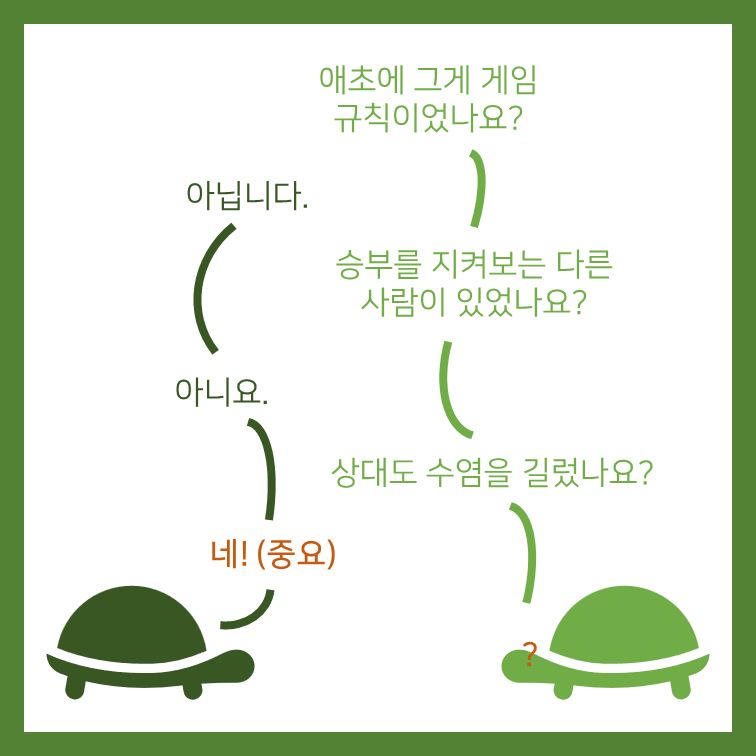 애초에 그게 게임
규칙이었나요?
아닙니다.
승부를 지켜보는 다른
사람이 있었나요?
아니요.
상대도 수염을 길렀나요?
네! (중요)
?